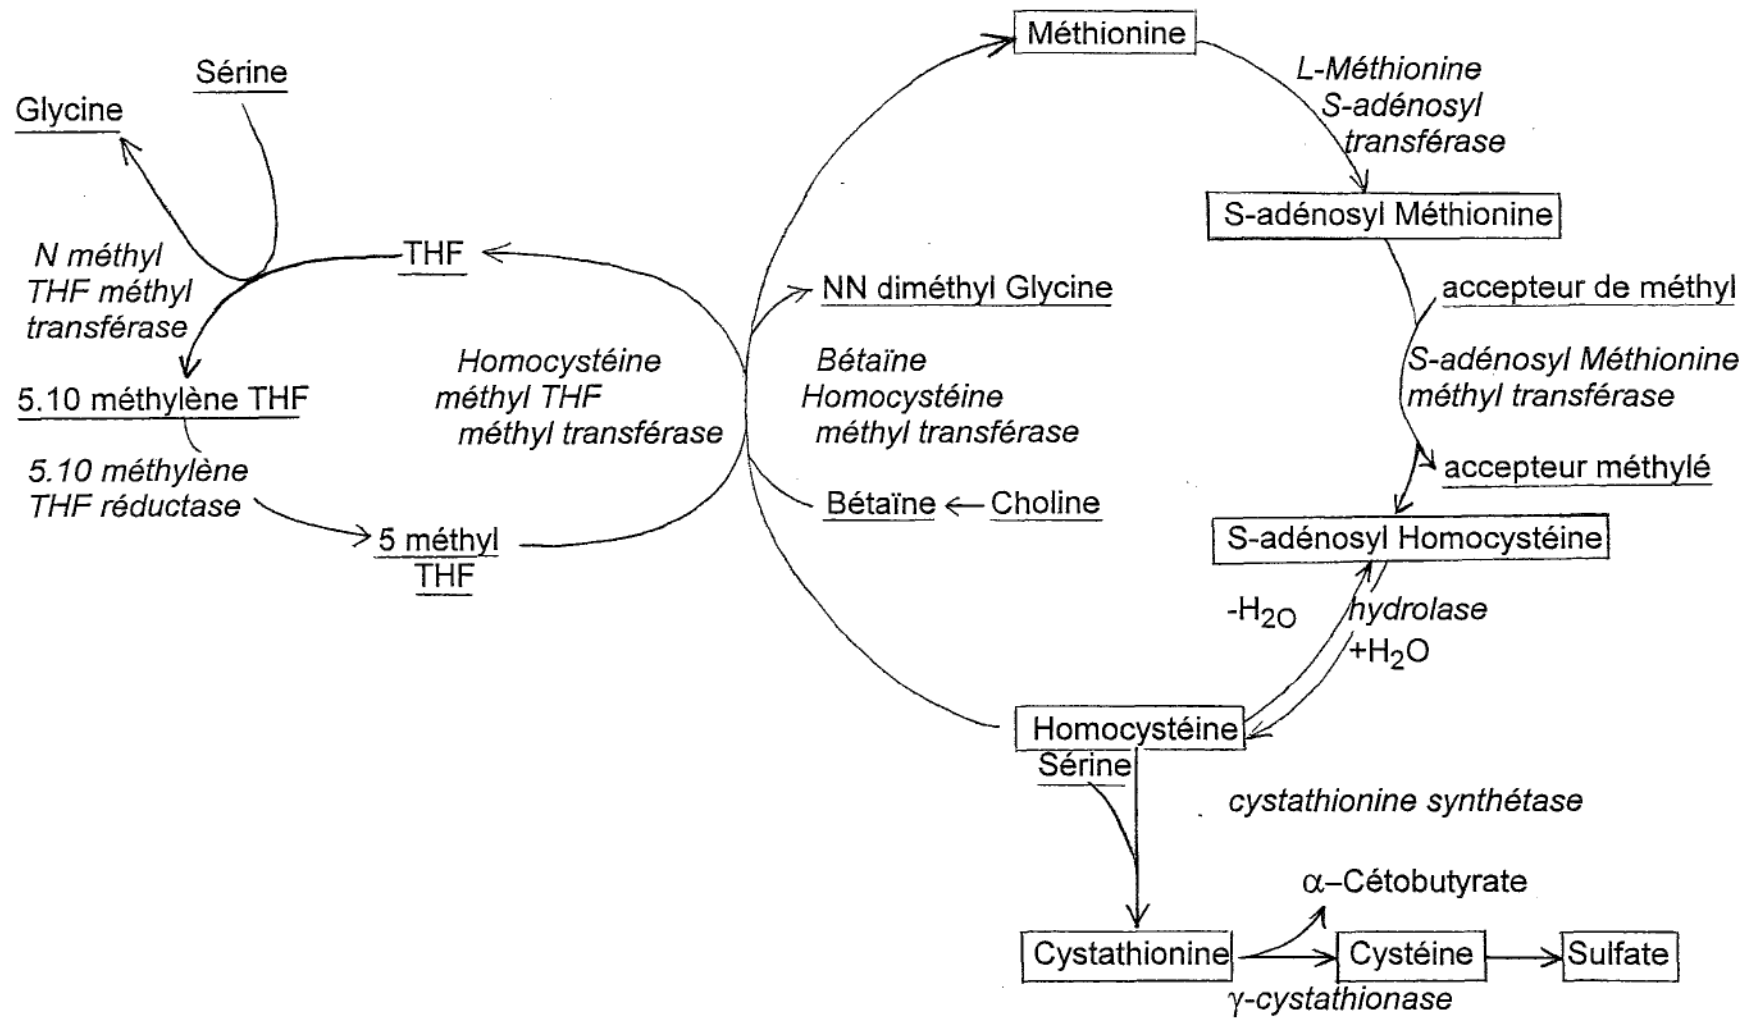 Méthionine
L-Méthionine
S-adénosyl
transférase
Sérine
Glycine
S-adénosyl Méthionine
N méthyl
THF méthyl
transférase
THF
NN diméthyl Glycine
accepteur de méthyl
Homocystéine
méthyl THF
méthyl transférase
Bétaïne
Homocystéine
méthyl transférase
S-adénosyl Méthionine
méthyl transférase
5.10 méthylène THF
5.10 méthylène
THF réductase
accepteur méthylé
Bétaïne ← Choline
5 méthyl
THF
S-adénosyl Homocystéine
-H2O
hydrolase
+H2O
Homocystéine
Sérine
cystathionine synthétase
α–Cétobutyrate
Cystathionine
Cystéine
Sulfate
γ-cystathionase